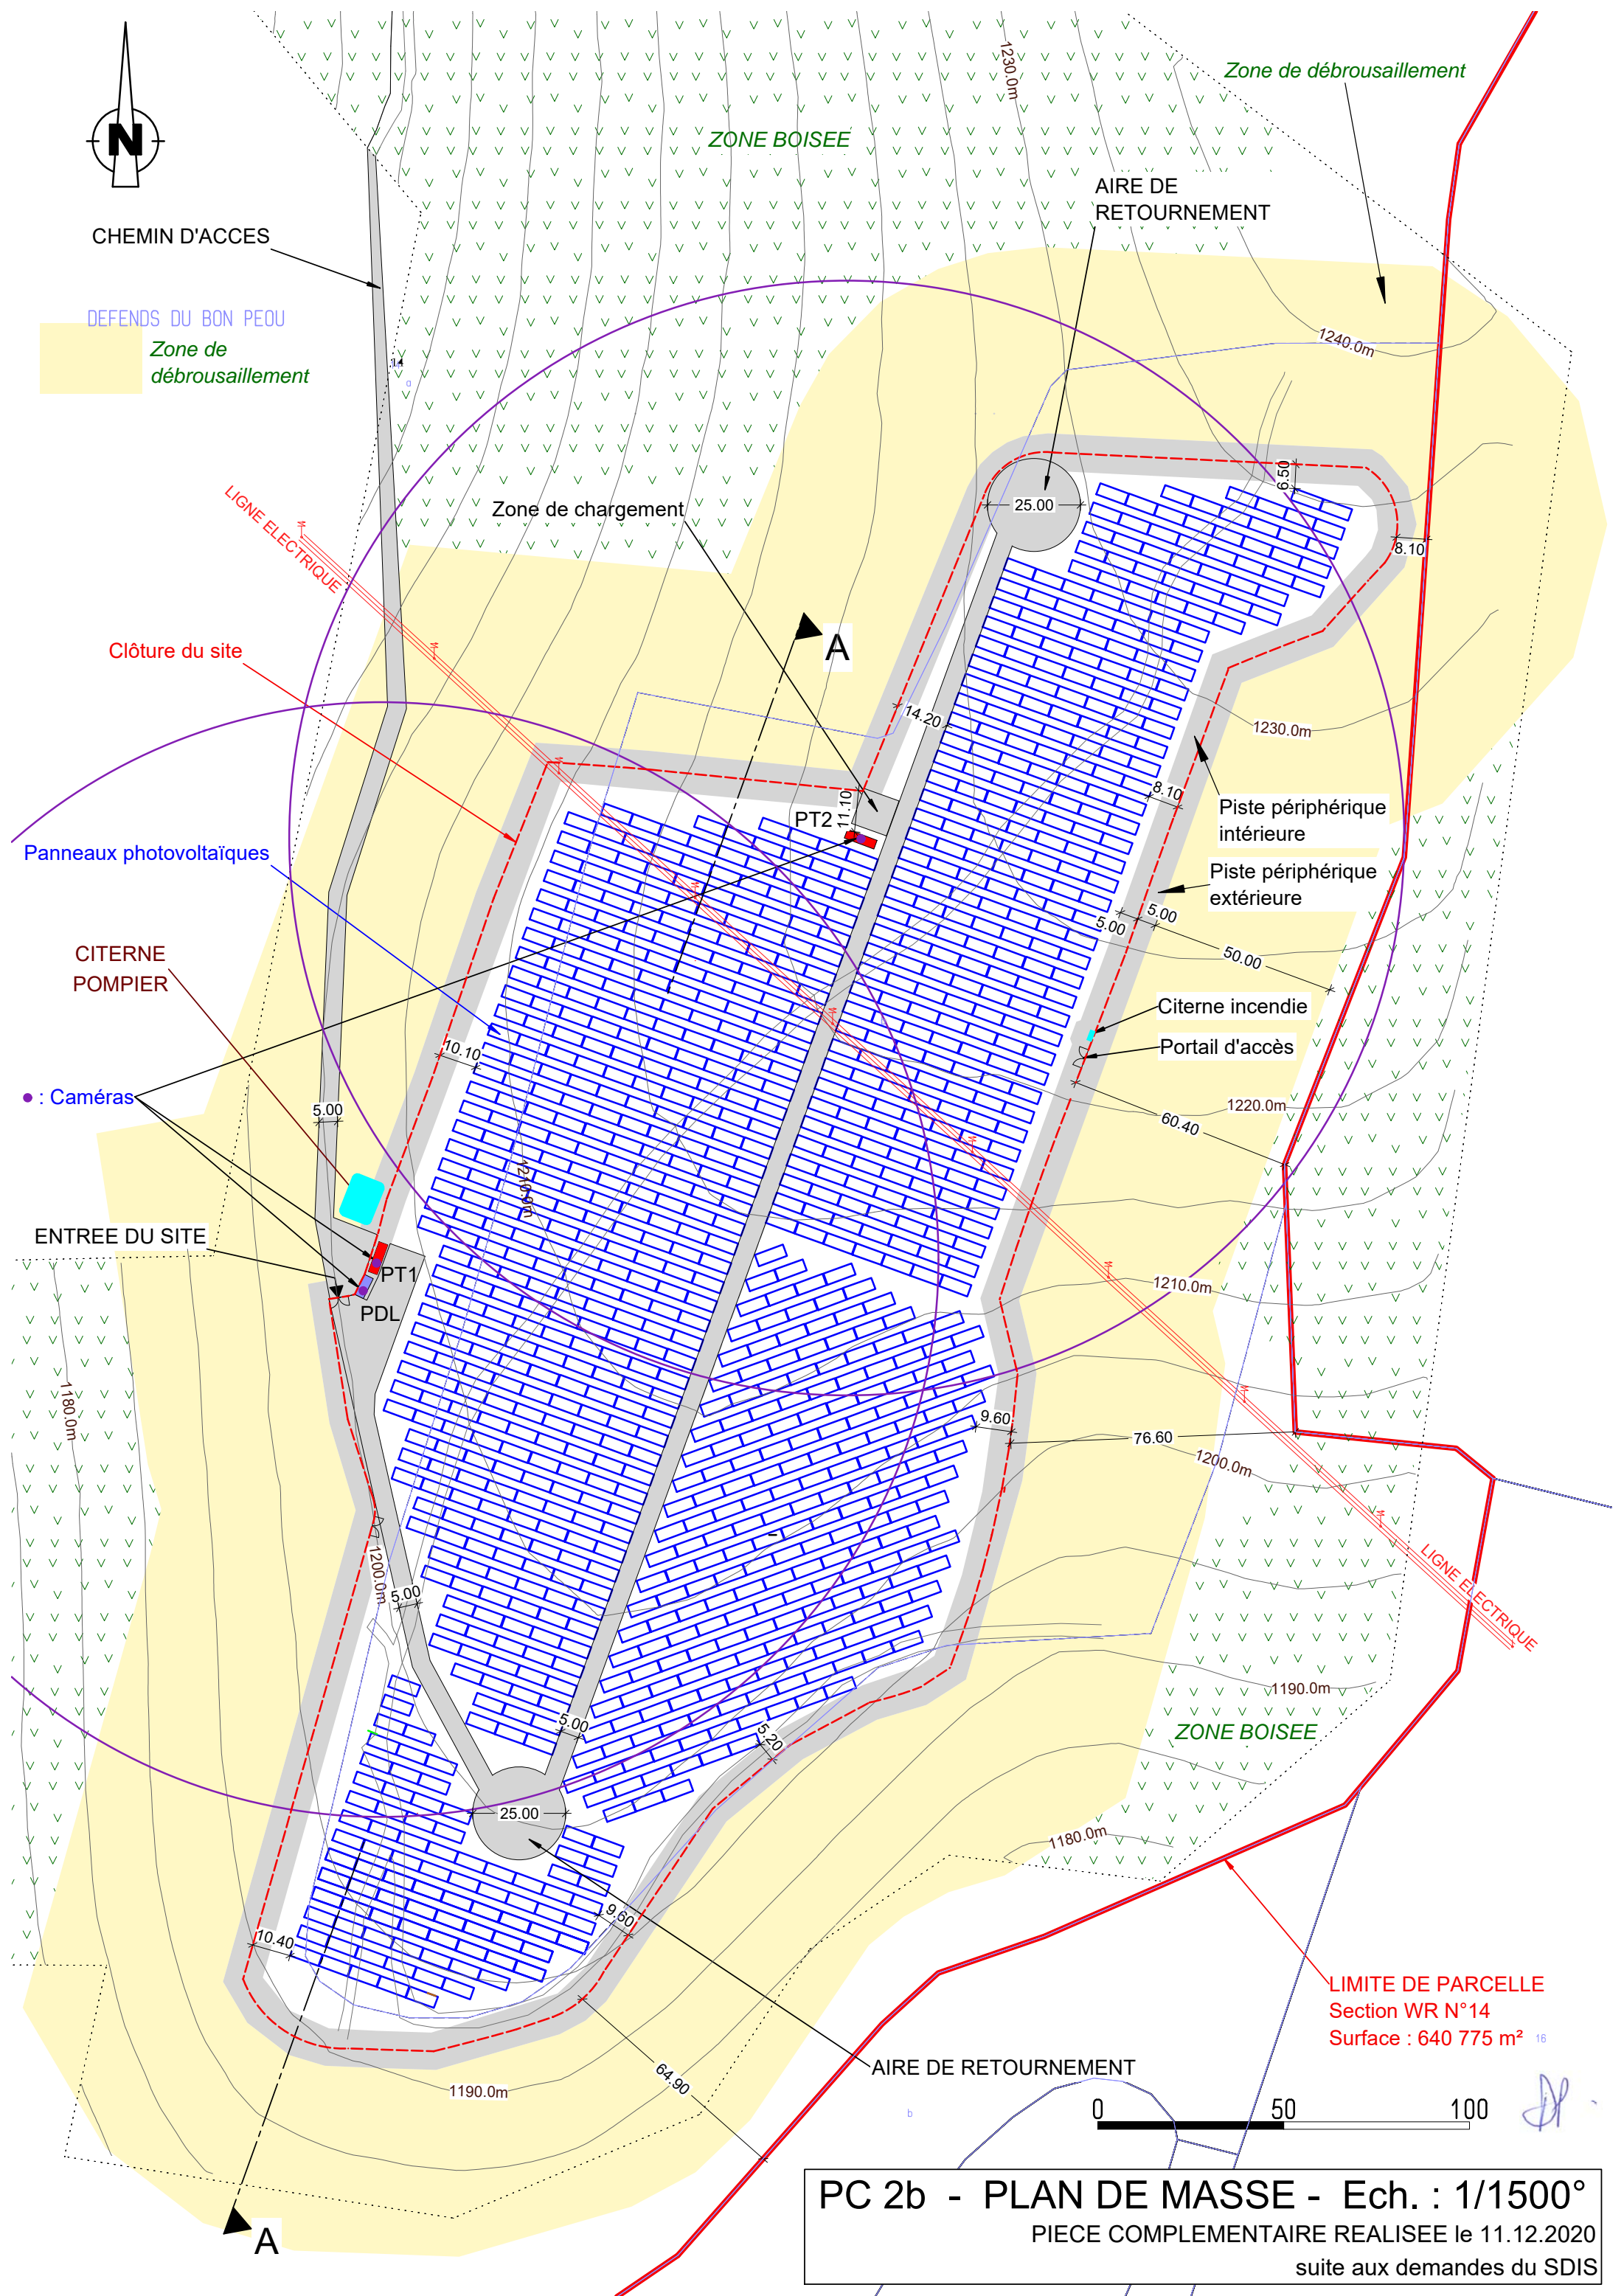 1230.0m
Zone de débrousaillement
ZONE BOISEE
N
AIRE DE
RETOURNEMENT
CHEMIN D'ACCES
DEFENDS DU BON PEOU
Zone de
débrousaillement
1240.0m
6.50
25.00
8.10
LIGNE ELECTRIQUE
Zone de chargement
A
Clôture du site
14.20
1230.0m
8.10
11.10
PT2
Piste périphérique
intérieure
Panneaux photovoltaïques
Piste périphérique
extérieure
5.00
5.00
50.00
CITERNE
POMPIER
Citerne incendie
Portail d'accès
10.10
: Caméras
5.00
1220.0m
60.40
1210.0m
ENTREE DU SITE
PT1
PDL
1210.0m
1180.0m
9.60
76.60
1200.0m
1200.0m
5.00
LIGNE ELECTRIQUE
1190.0m
5.00
5.20
ZONE BOISEE
25.00
1180.0m
9.60
10.40
LIMITE DE PARCELLE
Section WR N°14
Surface : 640 775 m²
16
AIRE DE RETOURNEMENT
64.90
1190.0m
b
0 50 100
A
PC 2b - PLAN DE MASSE - Ech. : 1/1500°
PIECE COMPLEMENTAIRE REALISEE le 11.12.2020
suite aux demandes du SDIS